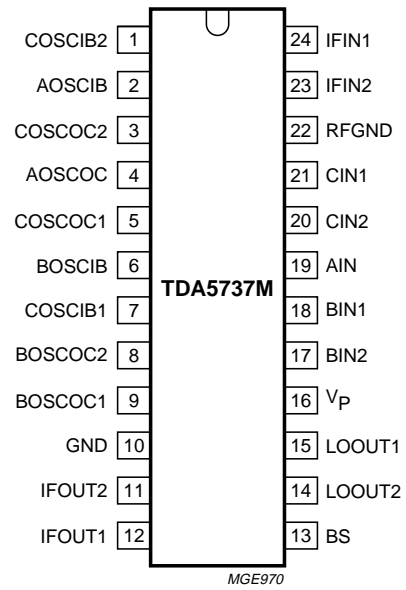 COSCIB2 1 24 IFIN1
AOSCIB 2 23 IFIN2
COSCOC2 3 22 RFGND
AOSCOC 4 21 CIN1
COSCOC1 5 20 CIN2
BOSCIB 6 19 AIN
TDA5737M
COSCIB1 7 18 BIN1
BOSCOC2 8 17 BIN2
BOSCOC1 9 16 VP
GND 10 15 LOOUT1
IFOUT2 11 14 LOOUT2
IFOUT1 12 13 BS
MGE970